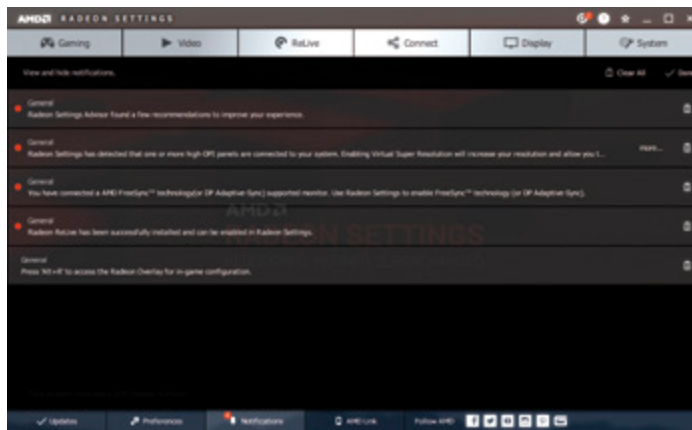 AMD RADEON SETTINGS
Gaming Video ReLive Connect Display System
View and hide notifications. Clear All
General
Radeon Settings Advisor found a few recommendations to improve your experience.
General
Radeon Settings has detected that one or more high DPI panels are connected to your system. Enabling Virtual Super Resolution will increase your resolution and allow you t... more...
General
You have connected a AMD FreeSync™ technology(or DP Adaptive-Sync) supported monitor. Use Radeon Settings to enable FreeSync™ technology (or DP Adaptive-Sync).
AMD
General
Radeon ReLive has been successfully installed and can be enabled in Radeon Settings.
RADEON SETTINGS
General
Press 'Alt+R' to access the Radeon Overlay for in-game configuration.
Updates Preferences Notifications AMD Link Follow AMD